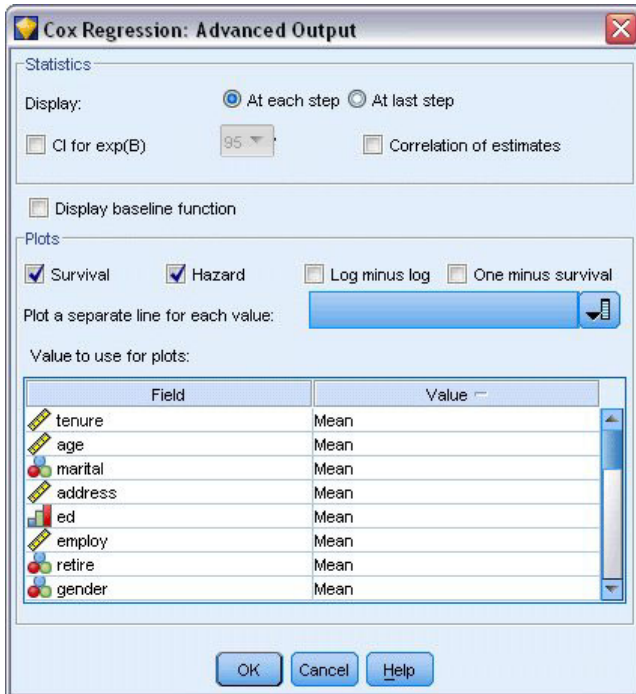 Cox Regression: Advanced Output
Statistics
Display: At each step At last step
CI for exp(B) 95 Correlation of estimates
Display baseline function
Plots
Survival Hazard Log minus log One minus survival
Plot a separate line for each value:
Value to use for plots:
Field Value
tenure Mean
age Mean
marital Mean
address Mean
ed Mean
employ Mean
retire Mean
gender Mean
OK Cancel Help